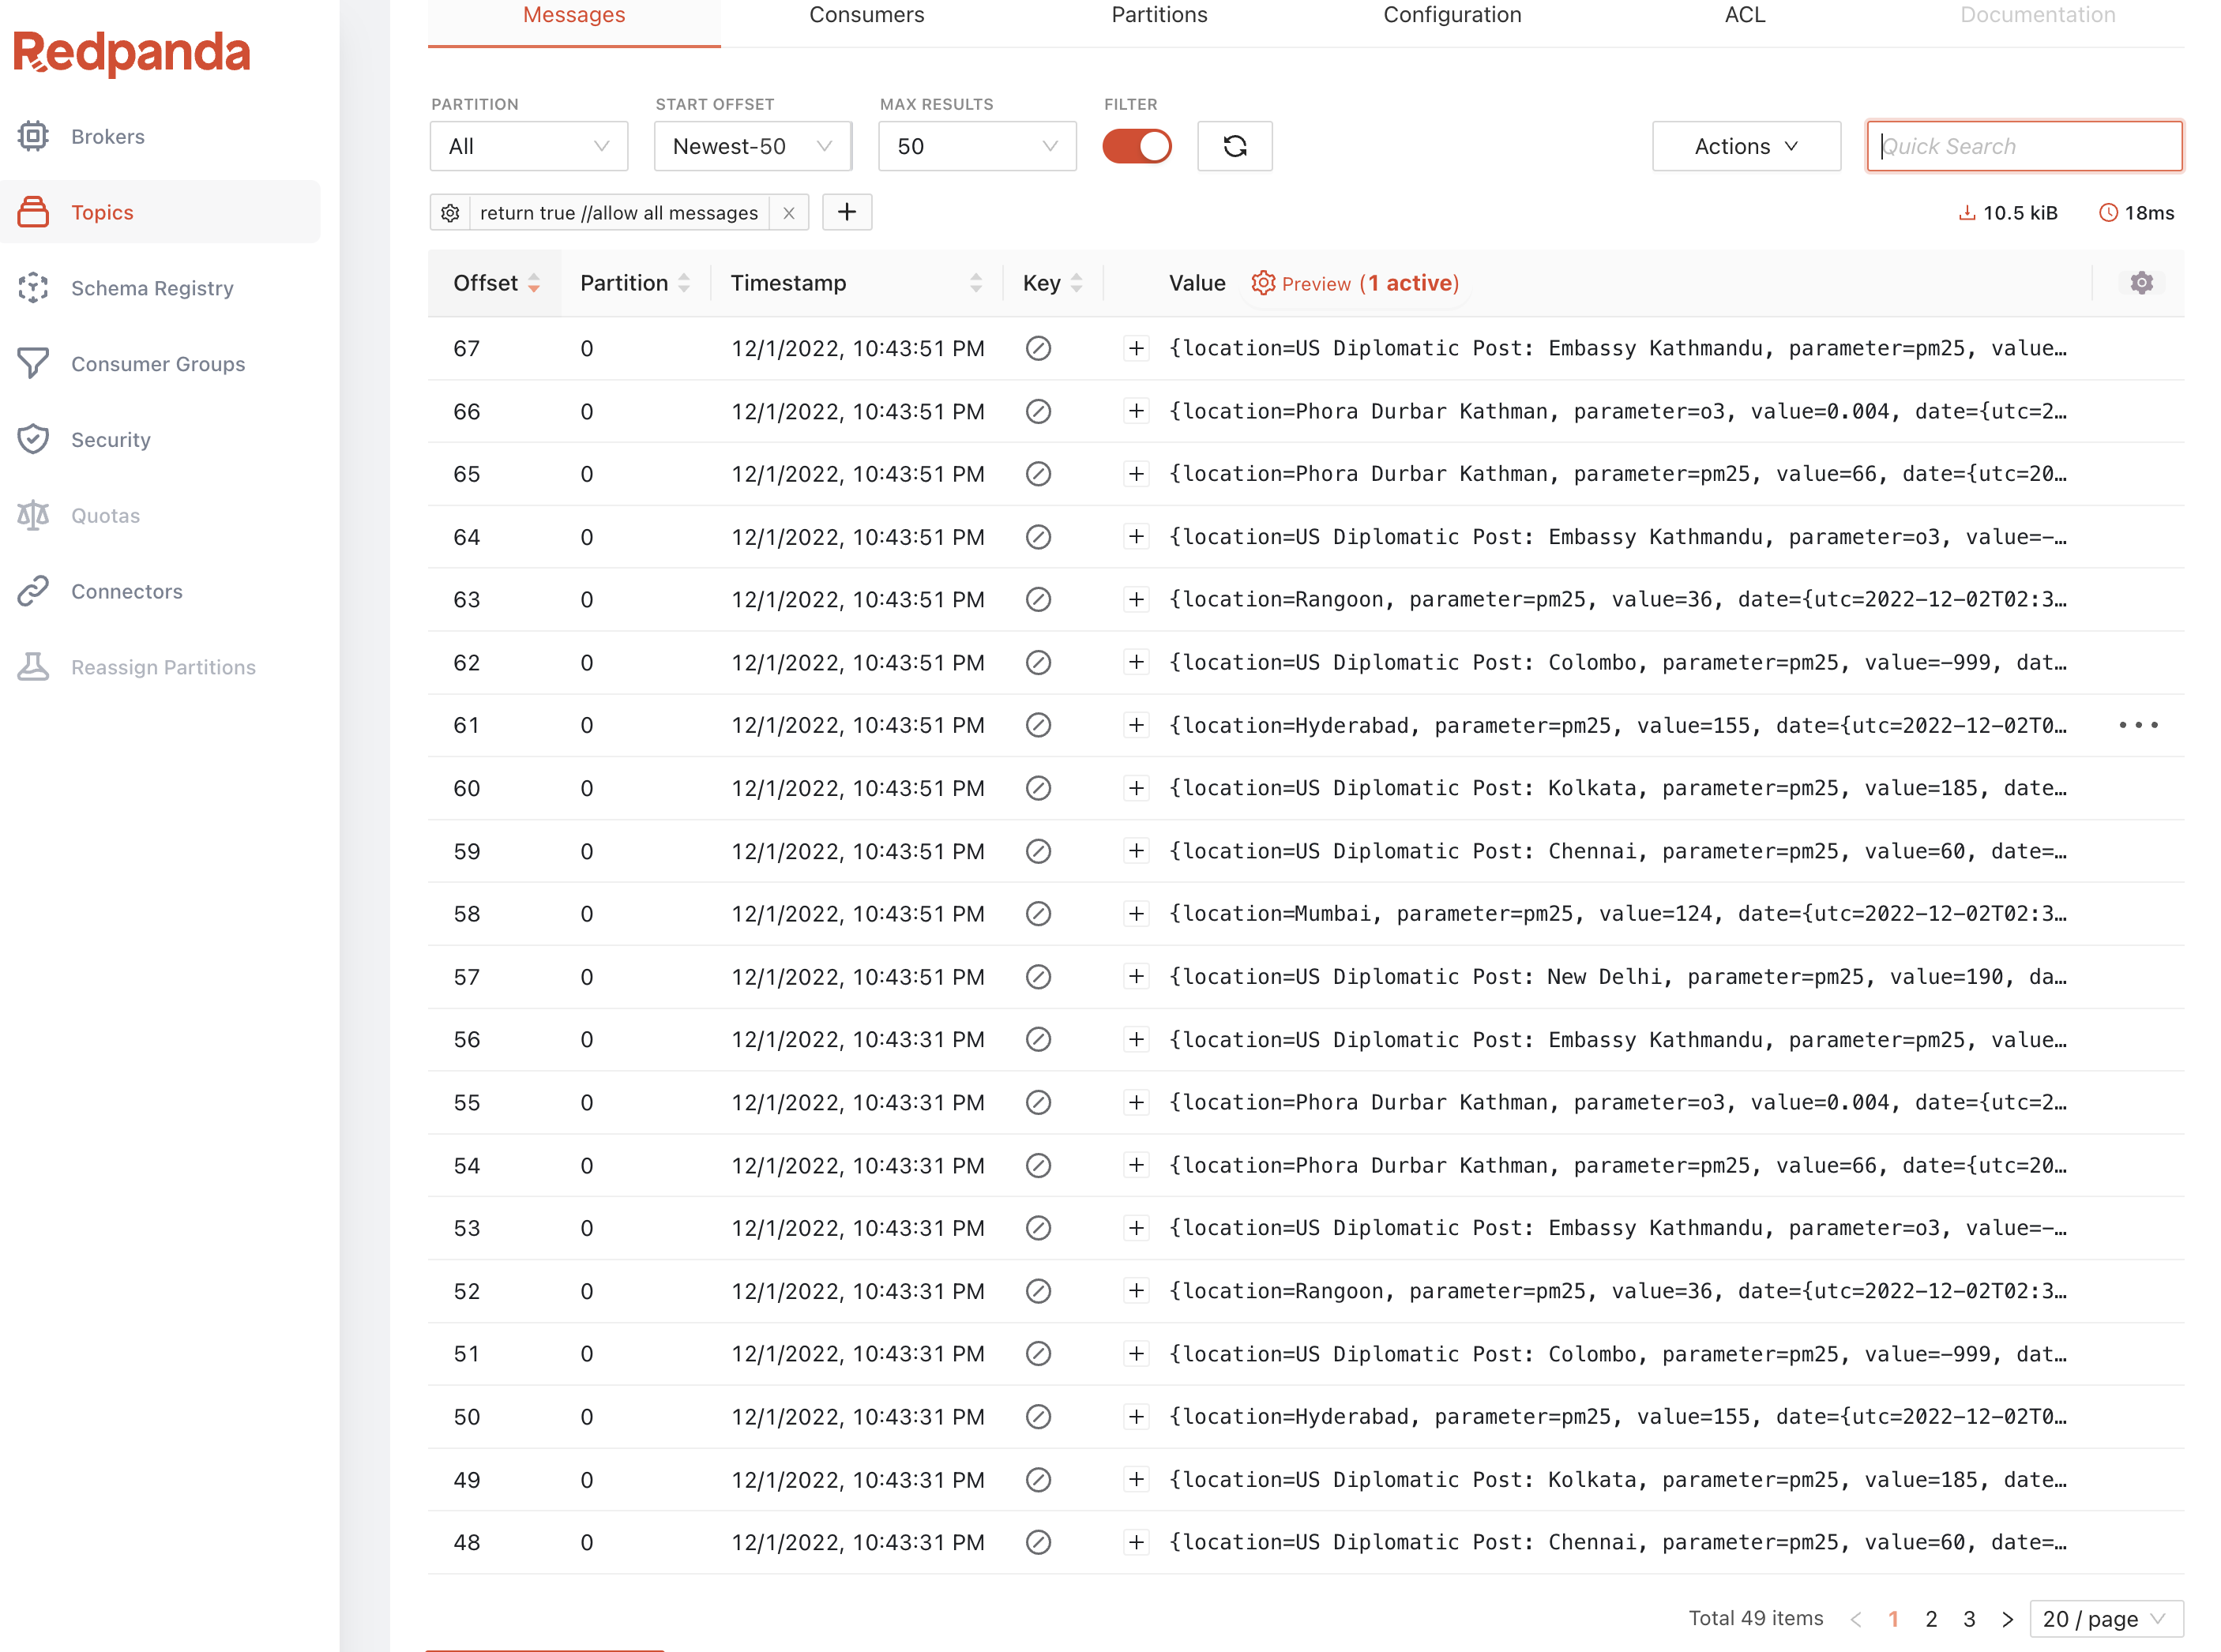 Redpanda
Brokers
Topics
Schema Registry
Consumer Groups
Security
Quotas
Connectors
Reassign Partitions
Messages Consumers Partitions Configuration ACL Documentation
PARTITION START OFFSET MAX RESULTS FILTER
All Newest-50 50 Actions Quick Search
return true //allow all messages 10.5 kiB 18ms
Offset Partition Timestamp Key Value Preview (1 active)
67 0 12/1/2022, 10:43:51 PM {location=US Diplomatic Post: Embassy Kathmandu, parameter=pm25, value…
66 0 12/1/2022, 10:43:51 PM {location=Phora Durbar Kathman, parameter=o3, value=0.004, date={utc=2…
65 0 12/1/2022, 10:43:51 PM {location=Phora Durbar Kathman, parameter=pm25, value=66, date={utc=20…
64 0 12/1/2022, 10:43:51 PM {location=US Diplomatic Post: Embassy Kathmandu, parameter=o3, value=-…
63 0 12/1/2022, 10:43:51 PM {location=Rangoon, parameter=pm25, value=36, date={utc=2022-12-02T02:3…
62 0 12/1/2022, 10:43:51 PM {location=US Diplomatic Post: Colombo, parameter=pm25, value=-999, dat…
61 0 12/1/2022, 10:43:51 PM {location=Hyderabad, parameter=pm25, value=155, date={utc=2022-12-02T0…
60 0 12/1/2022, 10:43:51 PM {location=US Diplomatic Post: Kolkata, parameter=pm25, value=185, date…
59 0 12/1/2022, 10:43:51 PM {location=US Diplomatic Post: Chennai, parameter=pm25, value=60, date=…
58 0 12/1/2022, 10:43:51 PM {location=Mumbai, parameter=pm25, value=124, date={utc=2022-12-02T02:3…
57 0 12/1/2022, 10:43:51 PM {location=US Diplomatic Post: New Delhi, parameter=pm25, value=190, da…
56 0 12/1/2022, 10:43:31 PM {location=US Diplomatic Post: Embassy Kathmandu, parameter=pm25, value…
55 0 12/1/2022, 10:43:31 PM {location=Phora Durbar Kathman, parameter=o3, value=0.004, date={utc=2…
54 0 12/1/2022, 10:43:31 PM {location=Phora Durbar Kathman, parameter=pm25, value=66, date={utc=20…
53 0 12/1/2022, 10:43:31 PM {location=US Diplomatic Post: Embassy Kathmandu, parameter=o3, value=-…
52 0 12/1/2022, 10:43:31 PM {location=Rangoon, parameter=pm25, value=36, date={utc=2022-12-02T02:3…
51 0 12/1/2022, 10:43:31 PM {location=US Diplomatic Post: Colombo, parameter=pm25, value=-999, dat…
50 0 12/1/2022, 10:43:31 PM {location=Hyderabad, parameter=pm25, value=155, date={utc=2022-12-02T0…
49 0 12/1/2022, 10:43:31 PM {location=US Diplomatic Post: Kolkata, parameter=pm25, value=185, date…
48 0 12/1/2022, 10:43:31 PM {location=US Diplomatic Post: Chennai, parameter=pm25, value=60, date=…
Total 49 items < 1 2 3 > 20 / page